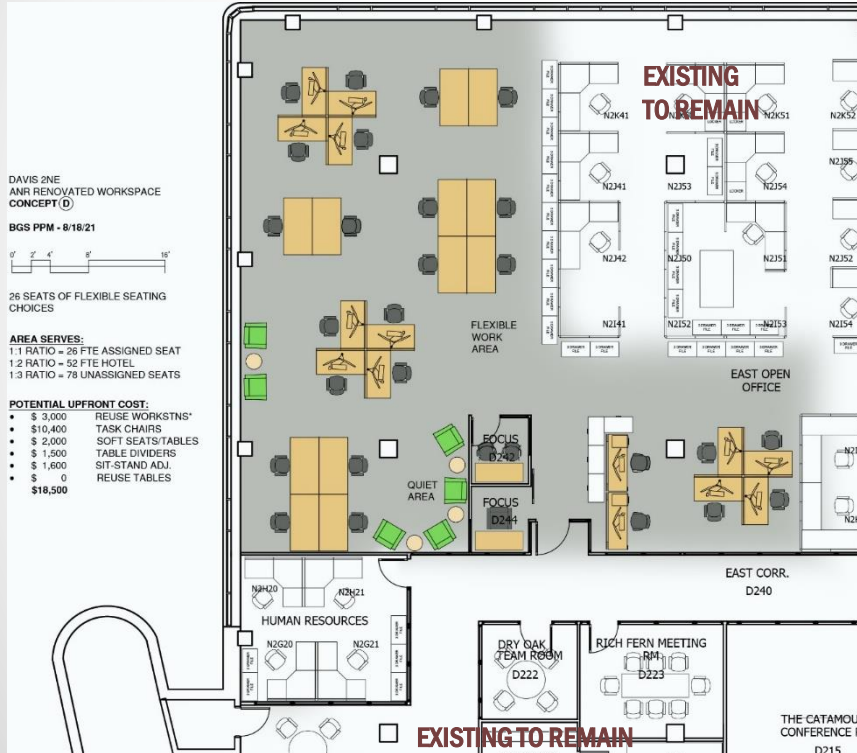 DAVIS 2NE
ANR RENOVATED WORKSPACE
CONCEPT D
BGS PPM - 8/18/21
0' 2' 4' 8' 16'
26 SEATS OF FLEXIBLE SEATING
CHOICES
AREA SERVES:
1:1 RATIO = 26 FTE ASSIGNED SEAT
1:2 RATIO = 52 FTE HOTEL
1:3 RATIO = 78 UNASSIGNED SEATS
POTENTIAL UPFRONT COST:
• $ 3,000 REUSE WORKSTNS*
• $10,400 TASK CHAIRS
• $ 2,000 SOFT SEATS/TABLES
• $ 1,500 TABLE DIVIDERS
• $ 1,600 SIT-STAND ADJ.
• $ 0 REUSE TABLES
$18,500
EXISTING
TO REMAIN
N2K41
N2K51
N2K52
LOCKER
LOCKER
N2J41
N2J53
N2J54
N2J55
LOCKER
N2J42
N2J50
N2J51
N2J52
N2I41
N2I52
N2I53
N2I54
FLEXIBLE
WORK
AREA
EAST OPEN
OFFICE
FOCUS
D242
QUIET
AREA
FOCUS
D244
EAST CORR.
D240
N2H20
N2H21
HUMAN RESOURCES
N2G20
N2G21
DRY OAK
TEAM ROOM
D222
RICH FERN MEETING
RM
D223
THE CATAMOU
CONFERENCE
D215
EXISTING TO REMAIN